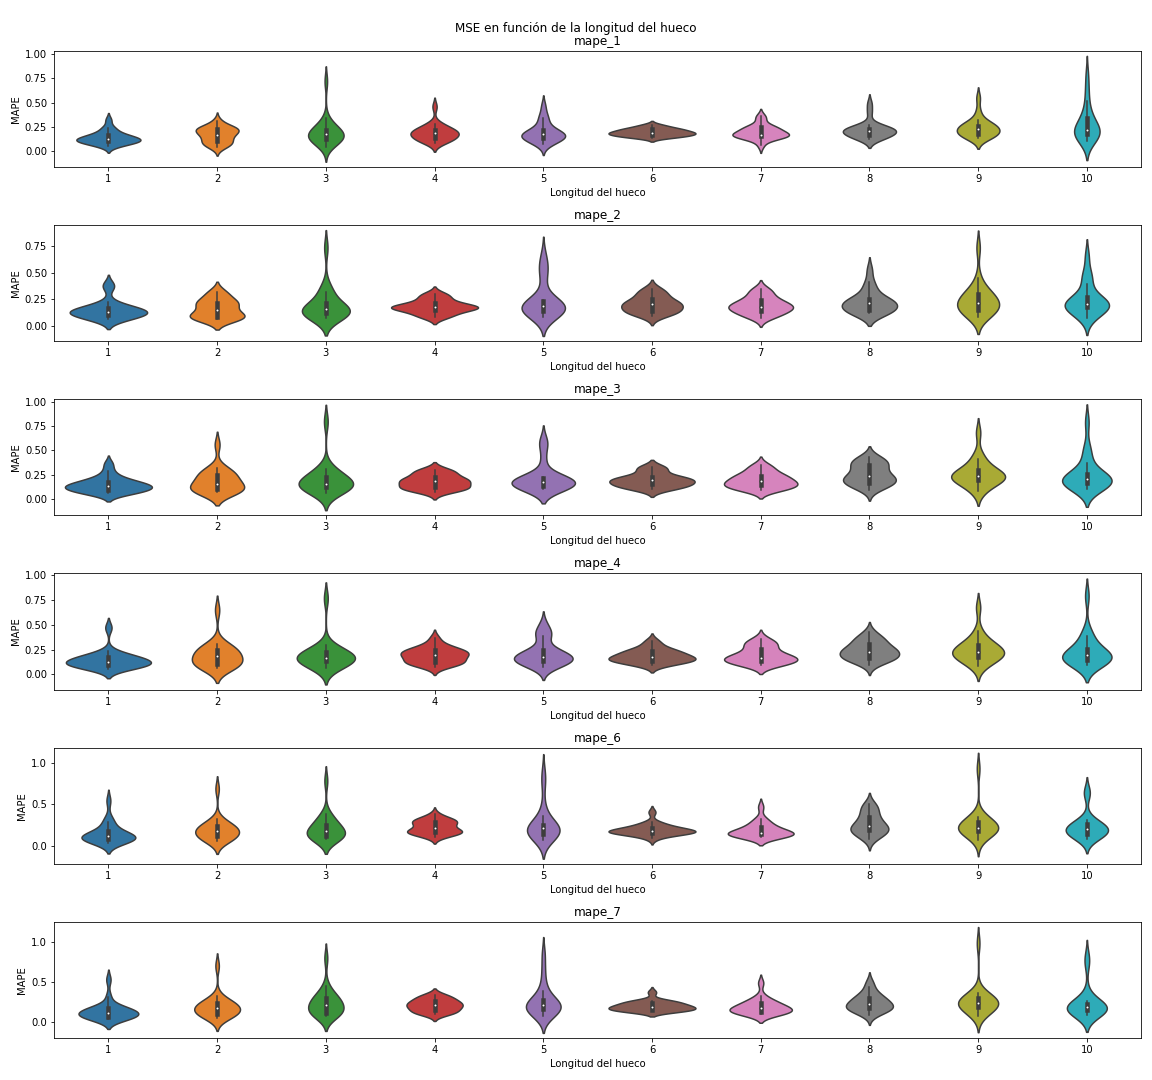 MSE en función de la longitud del hueco
mape_1
1.00
0.75
0.50
0.25
0.00
MAPE
1 2 3 4 5 6 7 8 9 10
Longitud del hueco
mape_2
0.75
0.50
0.25
0.00
MAPE
1 2 3 4 5 6 7 8 9 10
Longitud del hueco
mape_3
1.00
0.75
0.50
0.25
0.00
MAPE
1 2 3 4 5 6 7 8 9 10
Longitud del hueco
mape_4
1.00
0.75
0.50
0.25
0.00
MAPE
1 2 3 4 5 6 7 8 9 10
Longitud del hueco
mape_6
1.0
0.5
0.0
MAPE
1 2 3 4 5 6 7 8 9 10
Longitud del hueco
mape_7
1.0
0.5
0.0
MAPE
1 2 3 4 5 6 7 8 9 10
Longitud del hueco